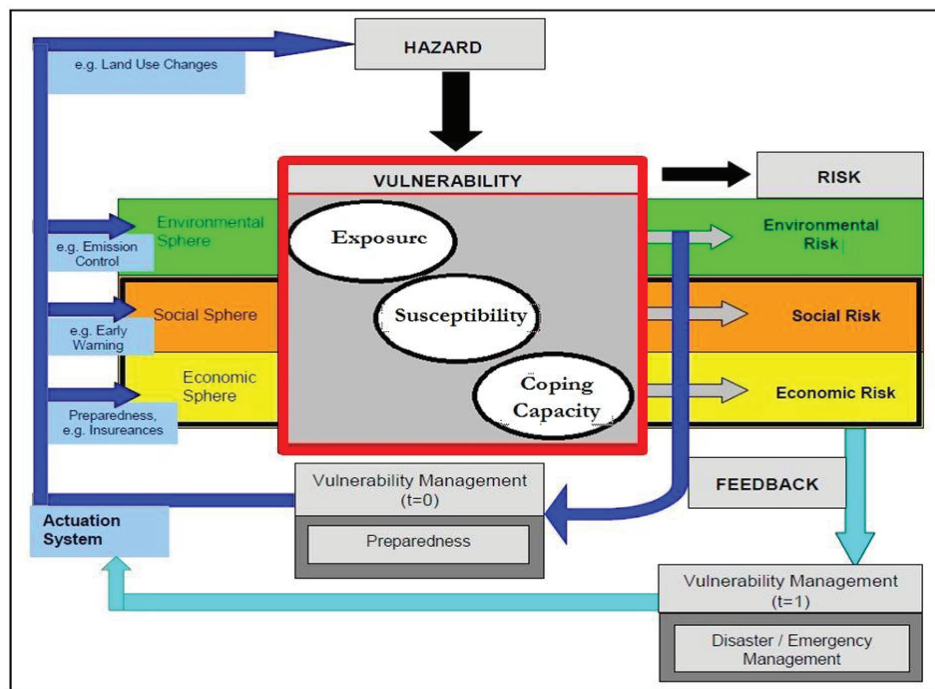 HAZARD
e.g. Land Use Changes
VULNERABILITY
RISK
Environmental
Sphere
Exposure
Environmental
Risk
e.g. Emission
Control
Social Sphere
Susceptibility
Social Risk
e.g. Early
Warning
Economic
Sphere
Coping
Capacity
Economic Risk
Preparedness,
e.g. Insureances
Vulnerability Management
(t=0)
FEEDBACK
Preparedness
Actuation
System
Vulnerability Management
(t=1)
Disaster / Emergency
Management